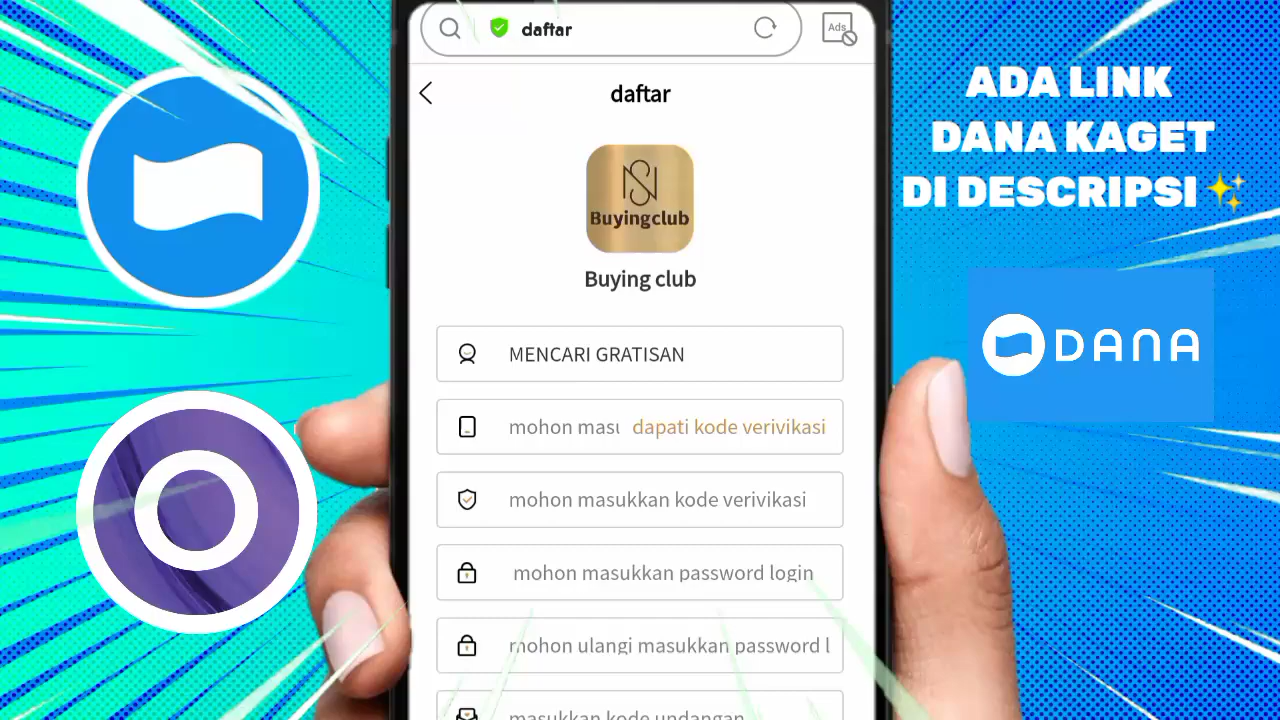 daftar
Ads
daftar
NS
Buyingclub
Buying club
MENCARI GRATISAN
mohon masu dapati kode verivikasi
mohon masukkan kode verivikasi
mohon masukkan password login
mohon ulangi masukkan password l
masukkan kode undangan
ADA LINK
DANA KAGET
DI DESCRIPSI ✨
DANA